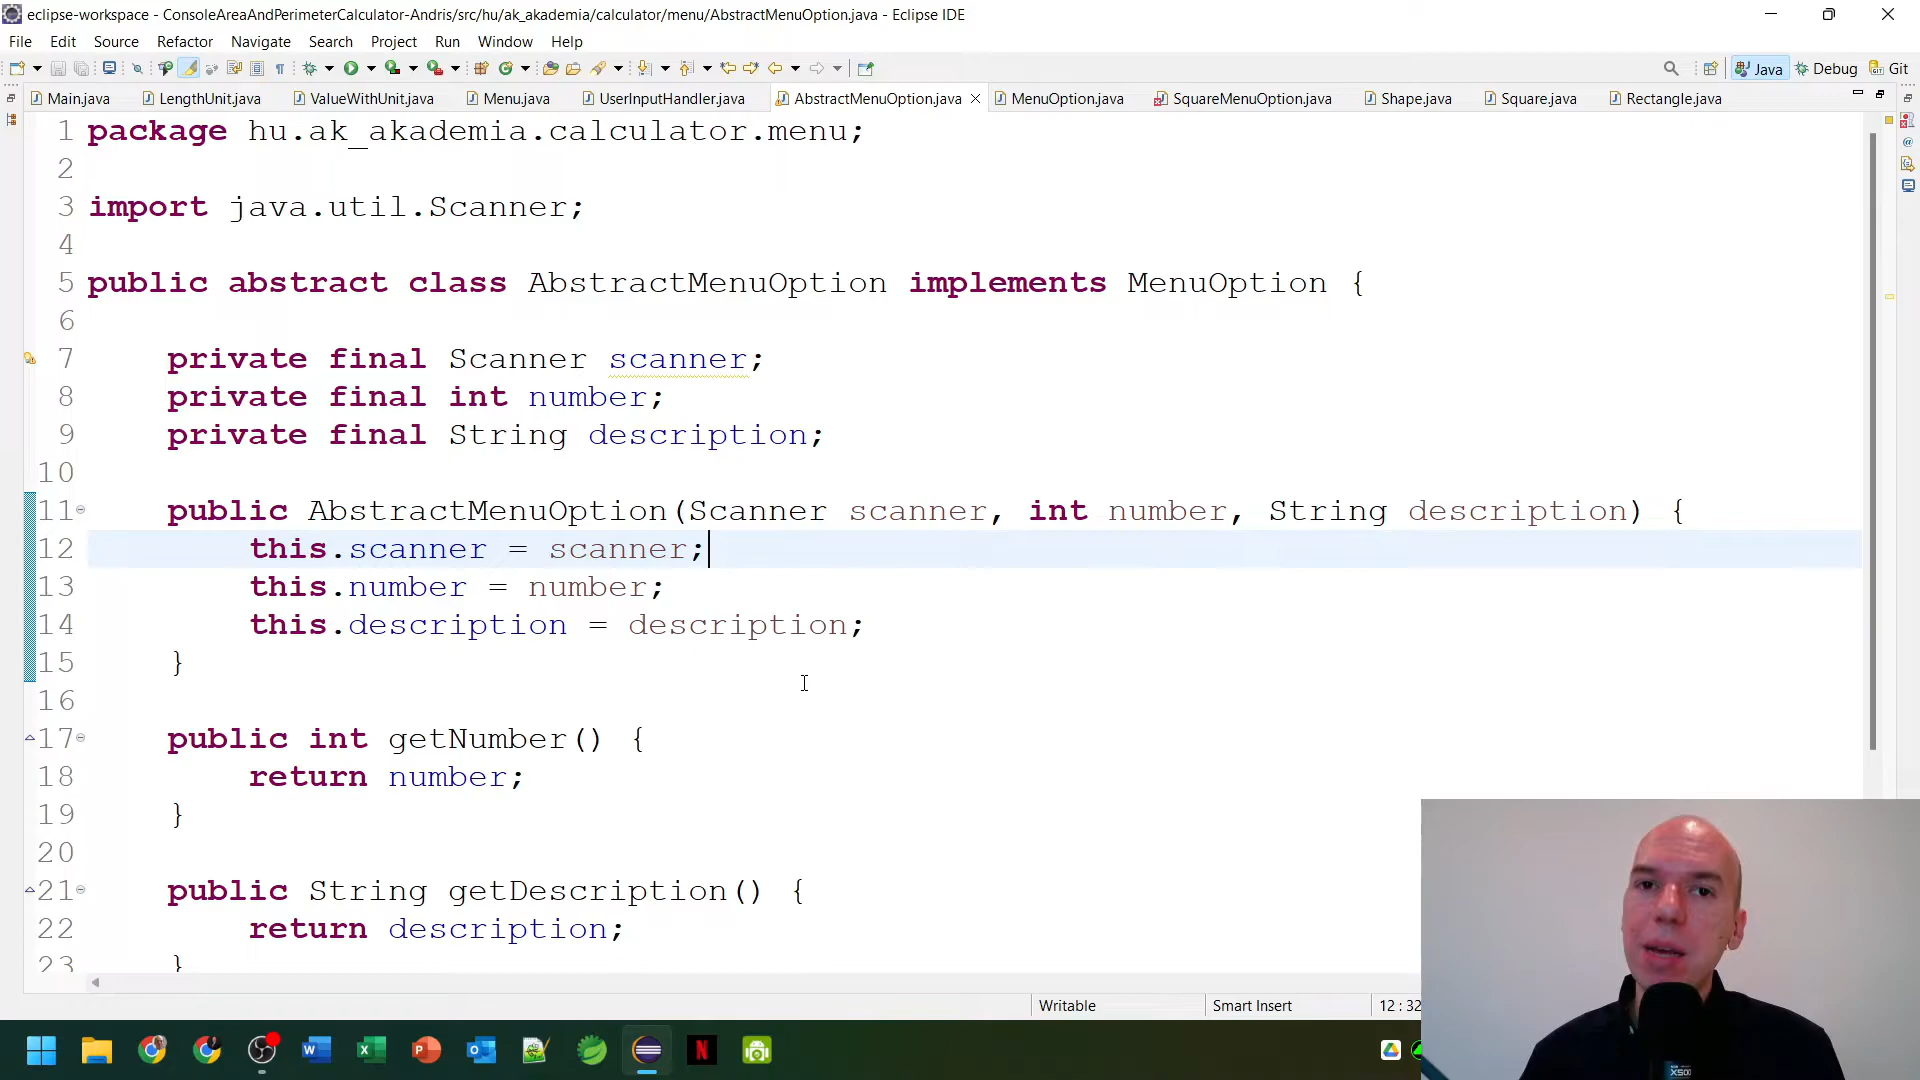 eclipse-workspace - ConsoleAreaAndPerimeterCalculator-Andris/src/hu/ak_akademia/calculator/menu/AbstractMenuOption.java - Eclipse IDE
File Edit Source Refactor Navigate Search Project Run Window Help
Java Debug Git
Main.java LengthUnit.java ValueWithUnit.java Menu.java UserInputHandler.java AbstractMenuOption.java MenuOption.java SquareMenuOption.java Shape.java Square.java Rectangle.java
1 package hu.ak_akademia.calculator.menu;
2
3 import java.util.Scanner;
4
5 public abstract class AbstractMenuOption implements MenuOption {
6
7 private final Scanner scanner;
8 private final int number;
9 private final String description;
10
11 public AbstractMenuOption(Scanner scanner, int number, String description) {
12 this.scanner = scanner;
13 this.number = number;
14 this.description = description;
15 }
16
17 public int getNumber() {
18 return number;
19 }
20
21 public String getDescription() {
22 return description;
23 }
Writable Smart Insert 12 : 32